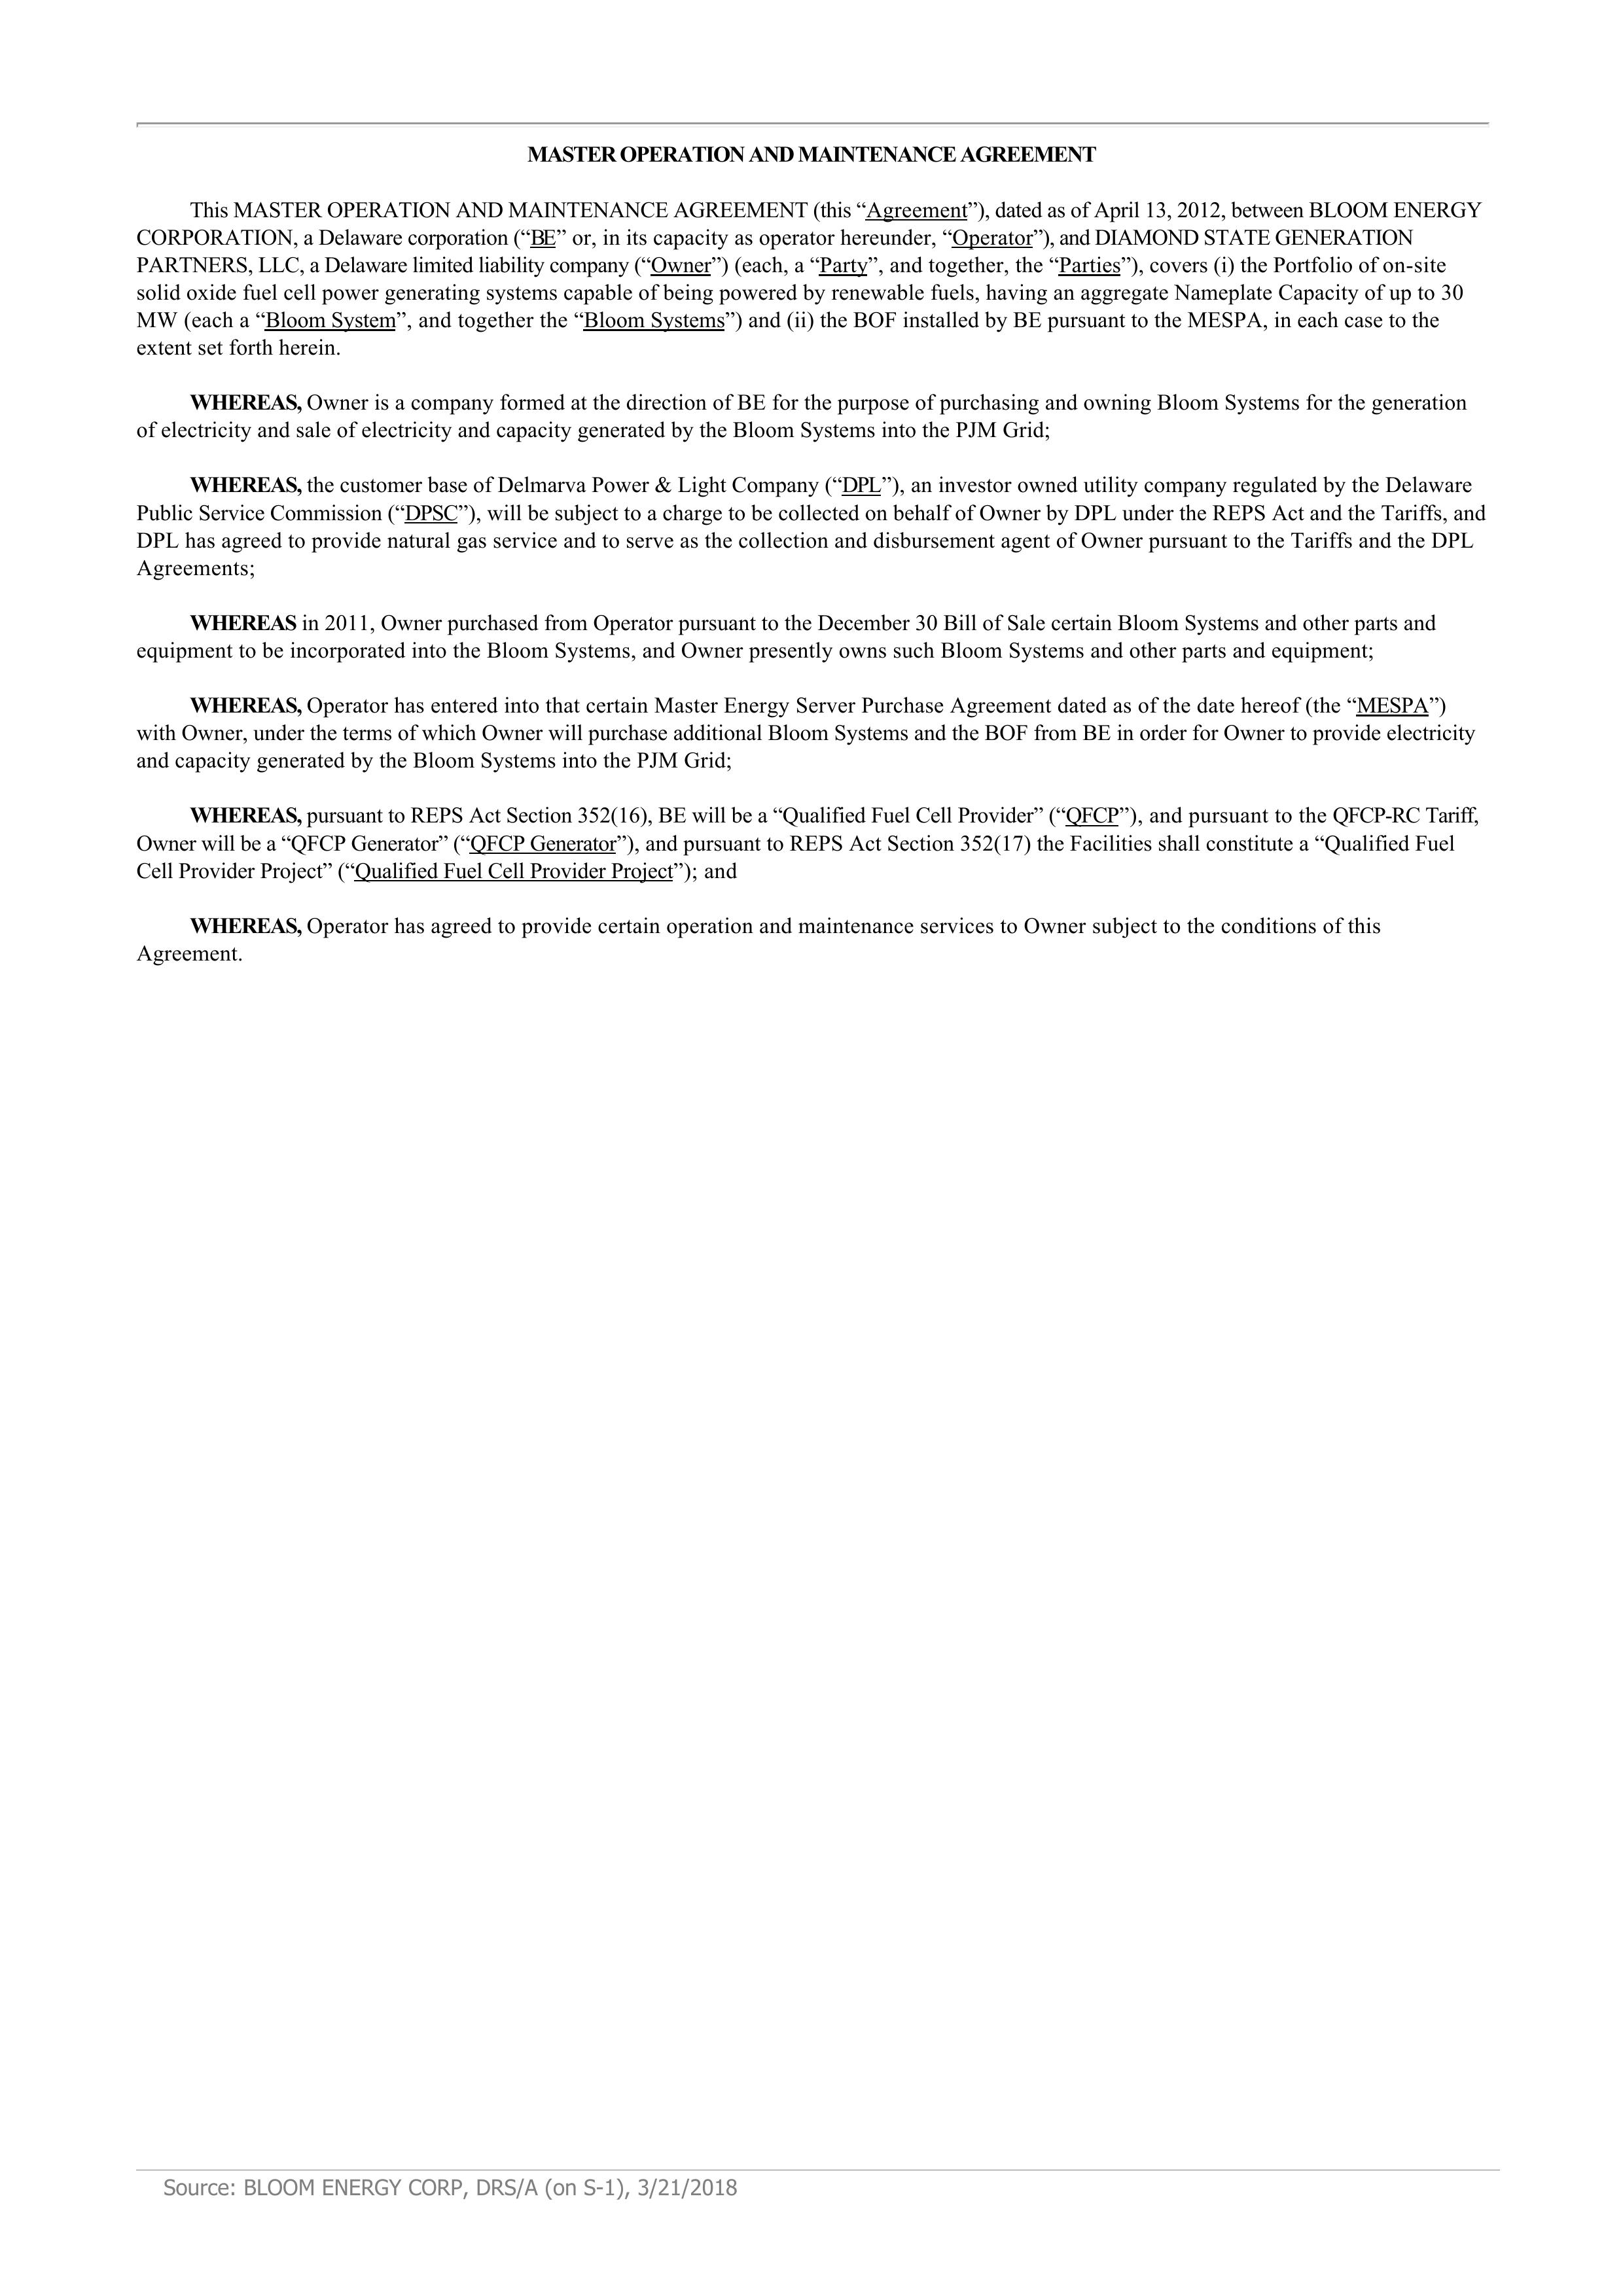 MASTER OPERATION AND MAINTENANCE AGREEMENT
This MASTER OPERATION AND MAINTENANCE AGREEMENT (this “Agreement”), dated as of April 13, 2012, between BLOOM ENERGY
CORPORATION, a Delaware corporation (“BE” or, in its capacity as operator hereunder, “Operator”), and DIAMOND STATE GENERATION
PARTNERS, LLC, a Delaware limited liability company (“Owner”) (each, a “Party”, and together, the “Parties”), covers (i) the Portfolio of on-site
solid oxide fuel cell power generating systems capable of being powered by renewable fuels, having an aggregate Nameplate Capacity of up to 30
MW (each a “Bloom System”, and together the “Bloom Systems”) and (ii) the BOF installed by BE pursuant to the MESPA, in each case to the
extent set forth herein.
WHEREAS, Owner is a company formed at the direction of BE for the purpose of purchasing and owning Bloom Systems for the generation
of electricity and sale of electricity and capacity generated by the Bloom Systems into the PJM Grid;
WHEREAS, the customer base of Delmarva Power & Light Company (“DPL”), an investor owned utility company regulated by the Delaware
Public Service Commission (“DPSC”), will be subject to a charge to be collected on behalf of Owner by DPL under the REPS Act and the Tariffs, and
DPL has agreed to provide natural gas service and to serve as the collection and disbursement agent of Owner pursuant to the Tariffs and the DPL
Agreements;
WHEREAS in 2011, Owner purchased from Operator pursuant to the December 30 Bill of Sale certain Bloom Systems and other parts and
equipment to be incorporated into the Bloom Systems, and Owner presently owns such Bloom Systems and other parts and equipment;
WHEREAS, Operator has entered into that certain Master Energy Server Purchase Agreement dated as of the date hereof (the “MESPA”)
with Owner, under the terms of which Owner will purchase additional Bloom Systems and the BOF from BE in order for Owner to provide electricity
and capacity generated by the Bloom Systems into the PJM Grid;
WHEREAS, pursuant to REPS Act Section 352(16), BE will be a “Qualified Fuel Cell Provider” (“QFCP”), and pursuant to the QFCP-RC Tariff,
Owner will be a “QFCP Generator” (“QFCP Generator”), and pursuant to REPS Act Section 352(17) the Facilities shall constitute a “Qualified Fuel
Cell Provider Project” (“Qualified Fuel Cell Provider Project”); and
WHEREAS, Operator has agreed to provide certain operation and maintenance services to Owner subject to the conditions of this
Agreement.
Source: BLOOM ENERGY CORP, DRS/A (on S-1), 3/21/2018